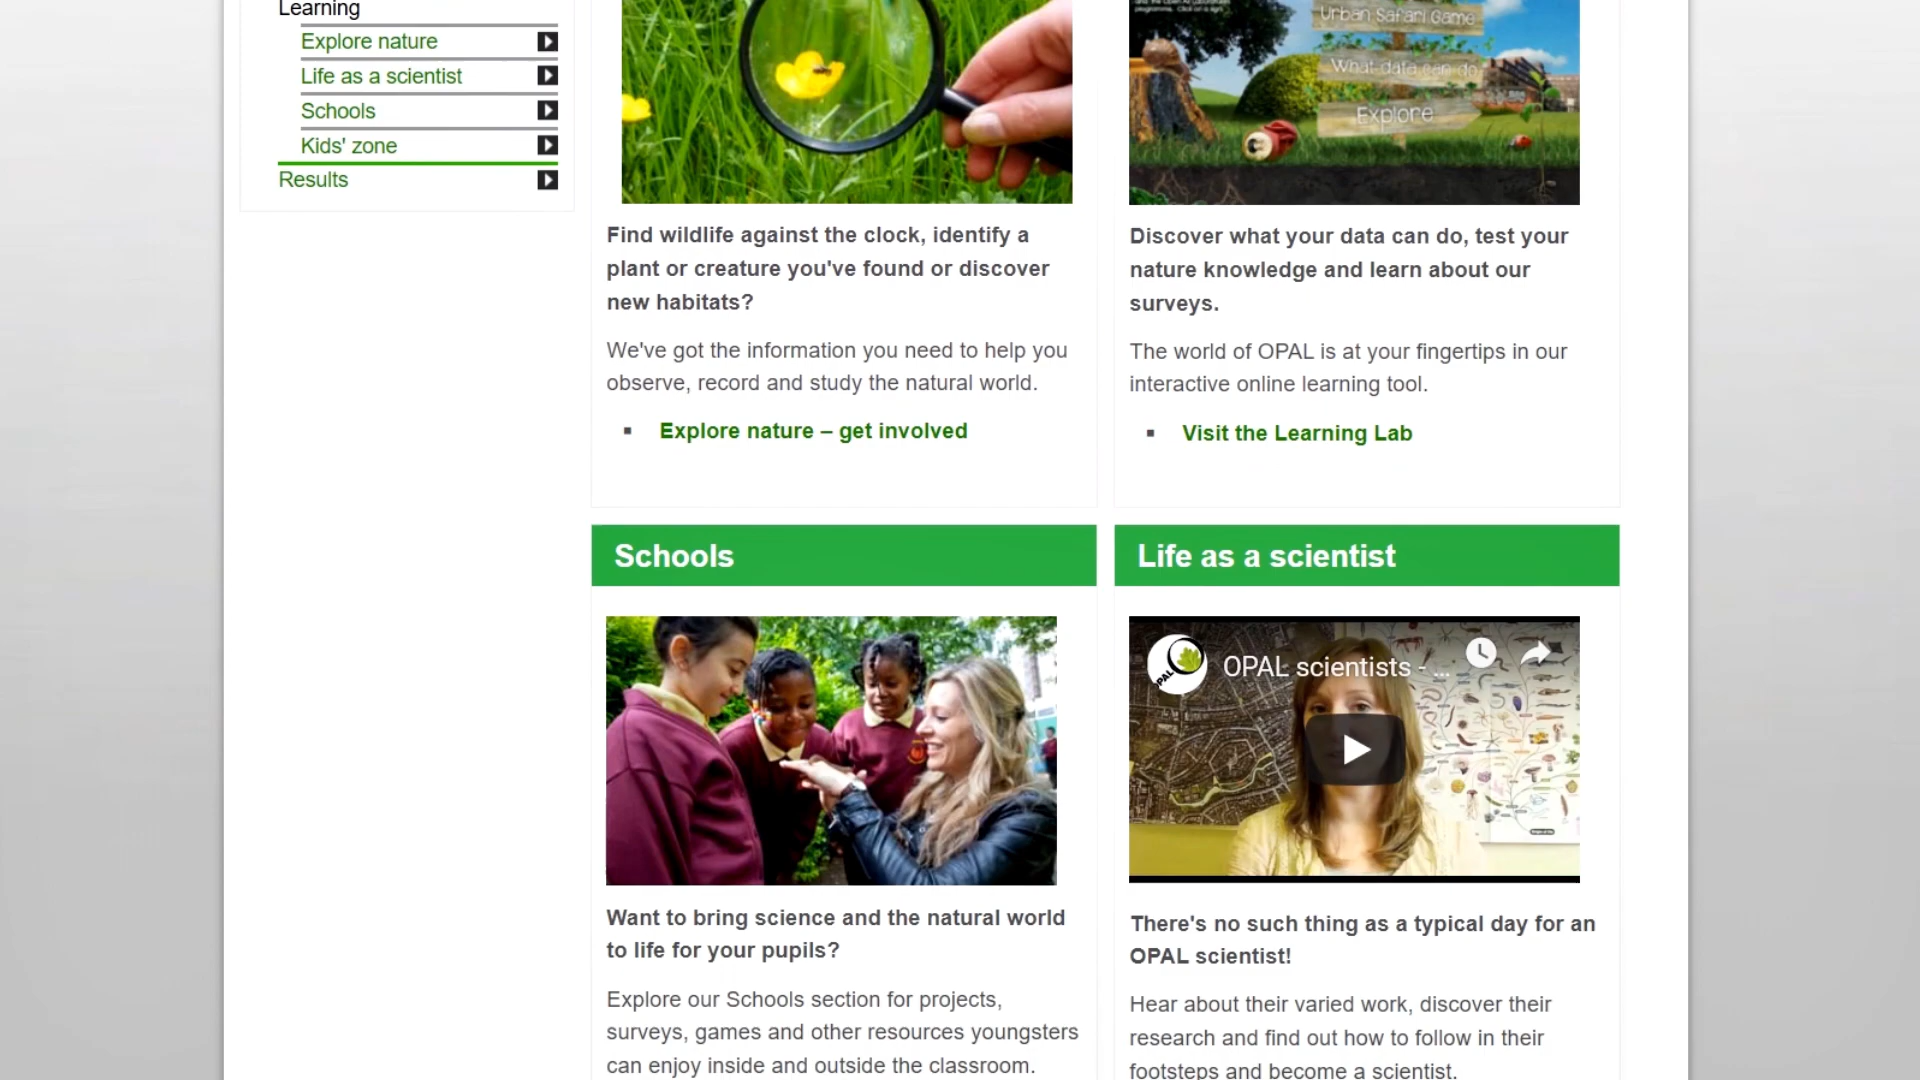 Learning
Explore nature
Life as a scientist
Schools
Kids' zone
Results
Urban Safari Game
What data can do
Explore
Find wildlife against the clock, identify a
plant or creature you've found or discover
new habitats?
We've got the information you need to help you
observe, record and study the natural world.
▪ Explore nature – get involved
Discover what your data can do, test your
nature knowledge and learn about our
surveys.
The world of OPAL is at your fingertips in our
interactive online learning tool.
▪ Visit the Learning Lab
Schools
Want to bring science and the natural world
to life for your pupils?
Explore our Schools section for projects,
surveys, games and other resources youngsters
can enjoy inside and outside the classroom.
Life as a scientist
OPAL
OPAL scientists - ...
There's no such thing as a typical day for an
OPAL scientist!
Hear about their varied work, discover their
research and find out how to follow in their
footsteps and become a scientist.